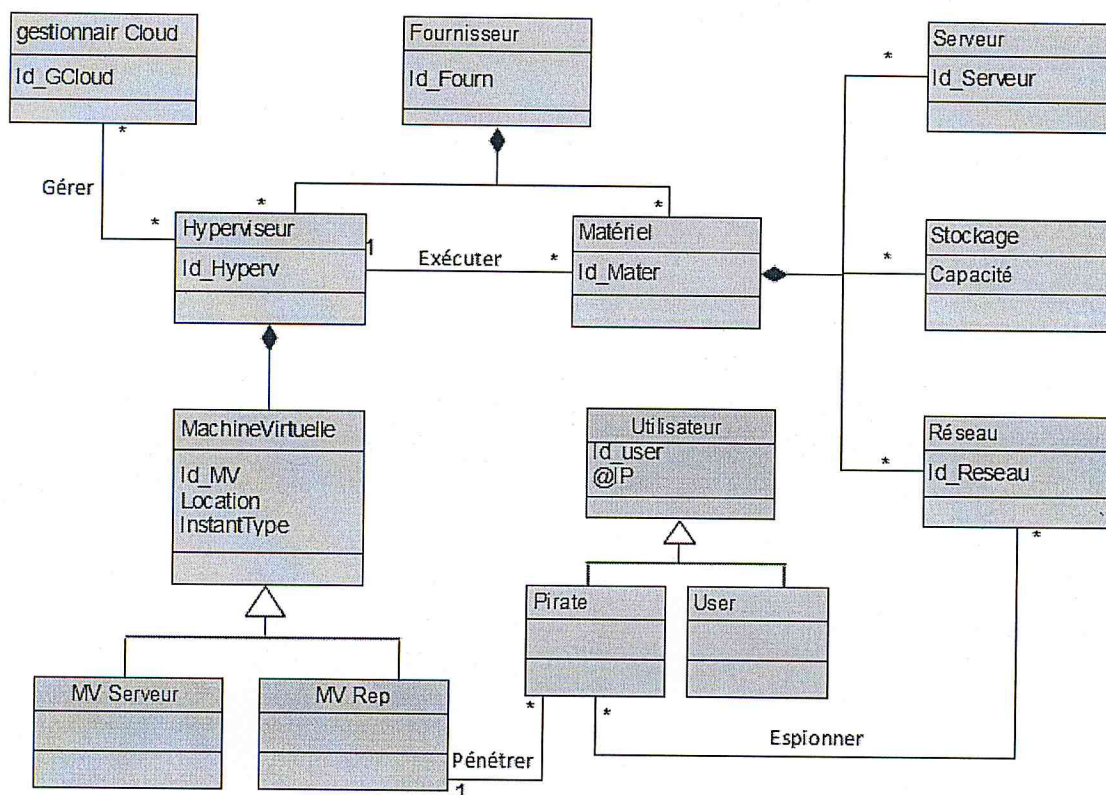 gestionnair Cloud
Id_GCloud
*
Gérer
*
Fournisseur
Id_Fourn
*
*
Hyperviseur
Id_Hyperv
1
Exécuter
*
Matériel
Id_Mater
*
Serveur
Id_Serveur
*
Stockage
Capacité
*
Réseau
Id_Reseau
*
MachineVirtuelle
Id_MV
Location
InstantType
Utilisateur
Id_user
@IP
Pirate
User
MV Serveur
MV Rep
*
*
Pénétrer
1
Espionner